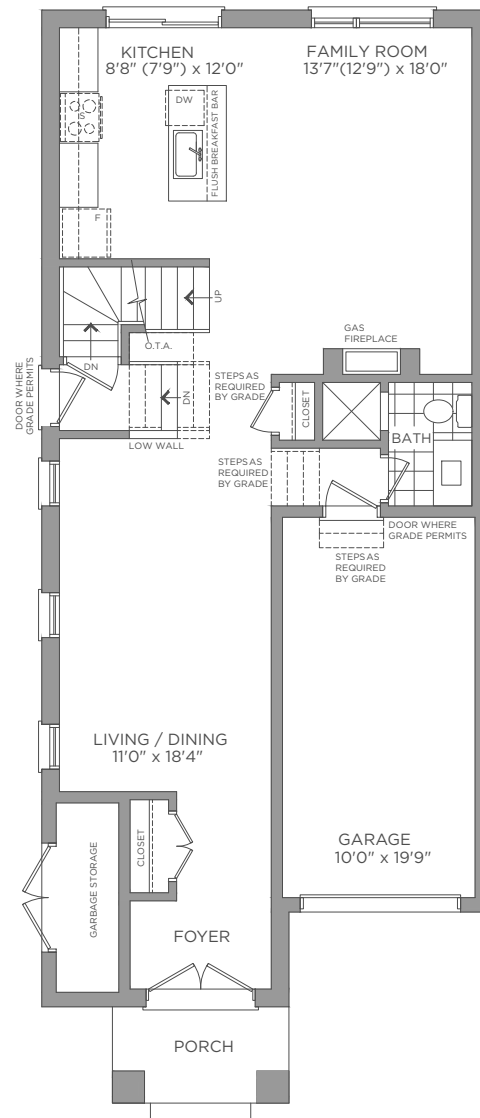 KITCHEN
8'8" (7'9") x 12'0"
FAMILY ROOM
13'7"(12'9") x 18'0"
DW
FLUSH BREAKFAST BAR
S
F
UP
O.T.A.
DN
DN
GAS
FIREPLACE
DOOR WHERE
GRADE PERMITS
STEPS AS
REQUIRED
BY GRADE
CLOSET
BATH
LOW WALL
STEPS AS
REQUIRED
BY GRADE
DOOR WHERE
GRADE PERMITS
STEPS AS
REQUIRED
BY GRADE
LIVING / DINING
11'0" x 18'4"
GARAGE
10'0" x 19'9"
CLOSET
GARBAGE STORAGE
FOYER
PORCH